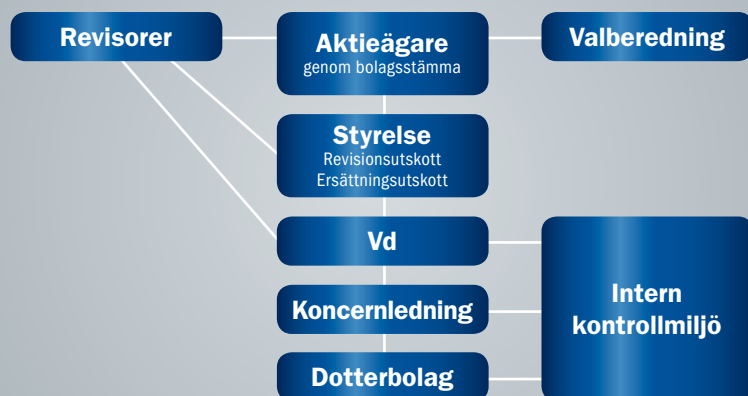 Revisorer
Aktieägare
genom bolagsstämma
Valberedning
Styrelse
Revisionsutskott
Ersättningsutskott
Vd
Koncernledning
Dotterbolag
Intern
kontrollmiljö